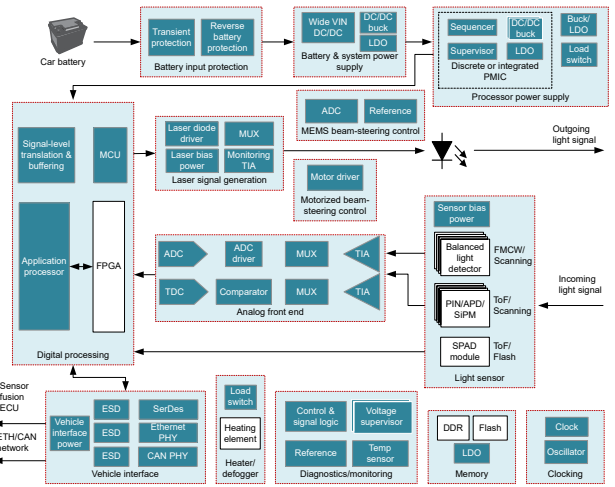 Car battery
Transient
protection
Reverse
battery
protection
Battery input protection
Wide VIN
DC/DC
DC/DC
buck
LDO
Battery & system power
supply
Sequencer
DC/DC
buck
Supervisor
LDO
Discrete or integrated
PMIC
Buck/
LDO
Load
switch
Processor power supply
Signal-level
translation &
buffering
MCU
Application
processor
FPGA
Digital processing
Laser diode
driver
MUX
Laser bias
power
Monitoring
TIA
Laser signal generation
ADC
Reference
MEMS beam-steering control
Motor driver
Motorized beam-
steering control
Outgoing
light signal
ADC
ADC
driver
MUX
TIA
TDC
Comparator
MUX
TIA
Analog front end
Sensor bias
power
Balanced
light
detector
FMCW/
Scanning
PIN/APD/
SiPM
ToF/
Scanning
SPAD
module
ToF/
Flash
Light sensor
Incoming
light signal
Sensor
fusion
ECU
ETH/CAN
network
Vehicle
interface
power
ESD
SerDes
ESD
Ethernet
PHY
ESD
CAN PHY
Vehicle interface
Load
switch
Heating
element
Heater/
defogger
Control &
signal logic
Voltage
supervisor
Reference
Temp
sensor
Diagnostics/monitoring
DDR
Flash
LDO
Memory
Clock
Oscillator
Clocking